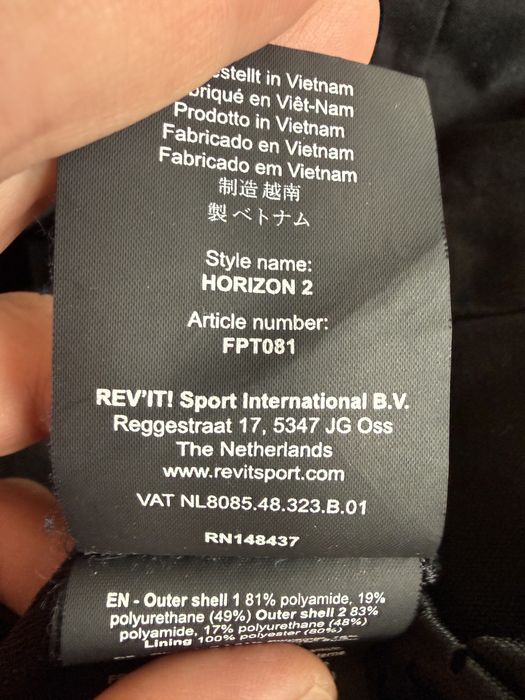 estellt in Vietnam
briqué en Viêt-Nam
Prodotto in Vietnam
Fabricado en Vietnam
Fabricado em Vietnam
制造 越南
製 ベトナム
Style name:
HORIZON 2
Article number:
FPT081
REV'IT! Sport International B.V.
Reggestraat 17, 5347 JG Oss
The Netherlands
www.revitsport.com
VAT NL8085.48.323.B.01
RN148437
EN - Outer shell 1 81% polyamide, 19%
polyurethane (49%) Outer shell 2 83%
polyamide, 17% polyurethane (48%)
Lining 100% polyester (80%)